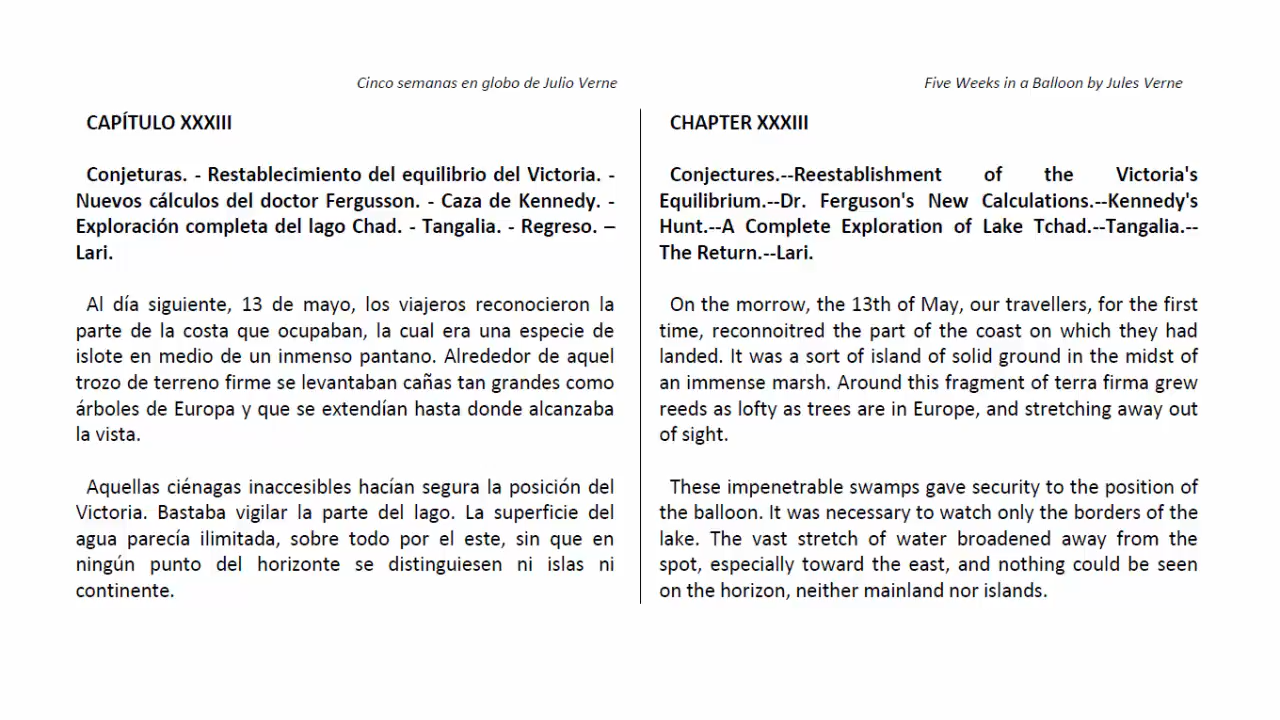 Cinco semanas en globo de Julio Verne
CAPÍTULO XXXIII
Conjeturas. - Restablecimiento del equilibrio del Victoria. -
Nuevos cálculos del doctor Fergusson. - Caza de Kennedy. -
Exploración completa del lago Chad. - Tangalia. - Regreso. –
Lari.
Al día siguiente, 13 de mayo, los viajeros reconocieron la
parte de la costa que ocupaban, la cual era una especie de
islote en medio de un inmenso pantano. Alrededor de aquel
trozo de terreno firme se levantaban cañas tan grandes como
árboles de Europa y que se extendían hasta donde alcanzaba
la vista.
Aquellas ciénagas inaccesibles hacían segura la posición del
Victoria. Bastaba vigilar la parte del lago. La superficie del
agua parecía ilimitada, sobre todo por el este, sin que en
ningún punto del horizonte se distinguiesen ni islas ni
continente.
Five Weeks in a Balloon by Jules Verne
CHAPTER XXXIII
Conjectures.--Reestablishment of the Victoria's
Equilibrium.--Dr. Ferguson's New Calculations.--Kennedy's
Hunt.--A Complete Exploration of Lake Tchad.--Tangalia.--
The Return.--Lari.
On the morrow, the 13th of May, our travellers, for the first
time, reconnoitred the part of the coast on which they had
landed. It was a sort of island of solid ground in the midst of
an immense marsh. Around this fragment of terra firma grew
reeds as lofty as trees are in Europe, and stretching away out
of sight.
These impenetrable swamps gave security to the position of
the balloon. It was necessary to watch only the borders of the
lake. The vast stretch of water broadened away from the
spot, especially toward the east, and nothing could be seen
on the horizon, neither mainland nor islands.